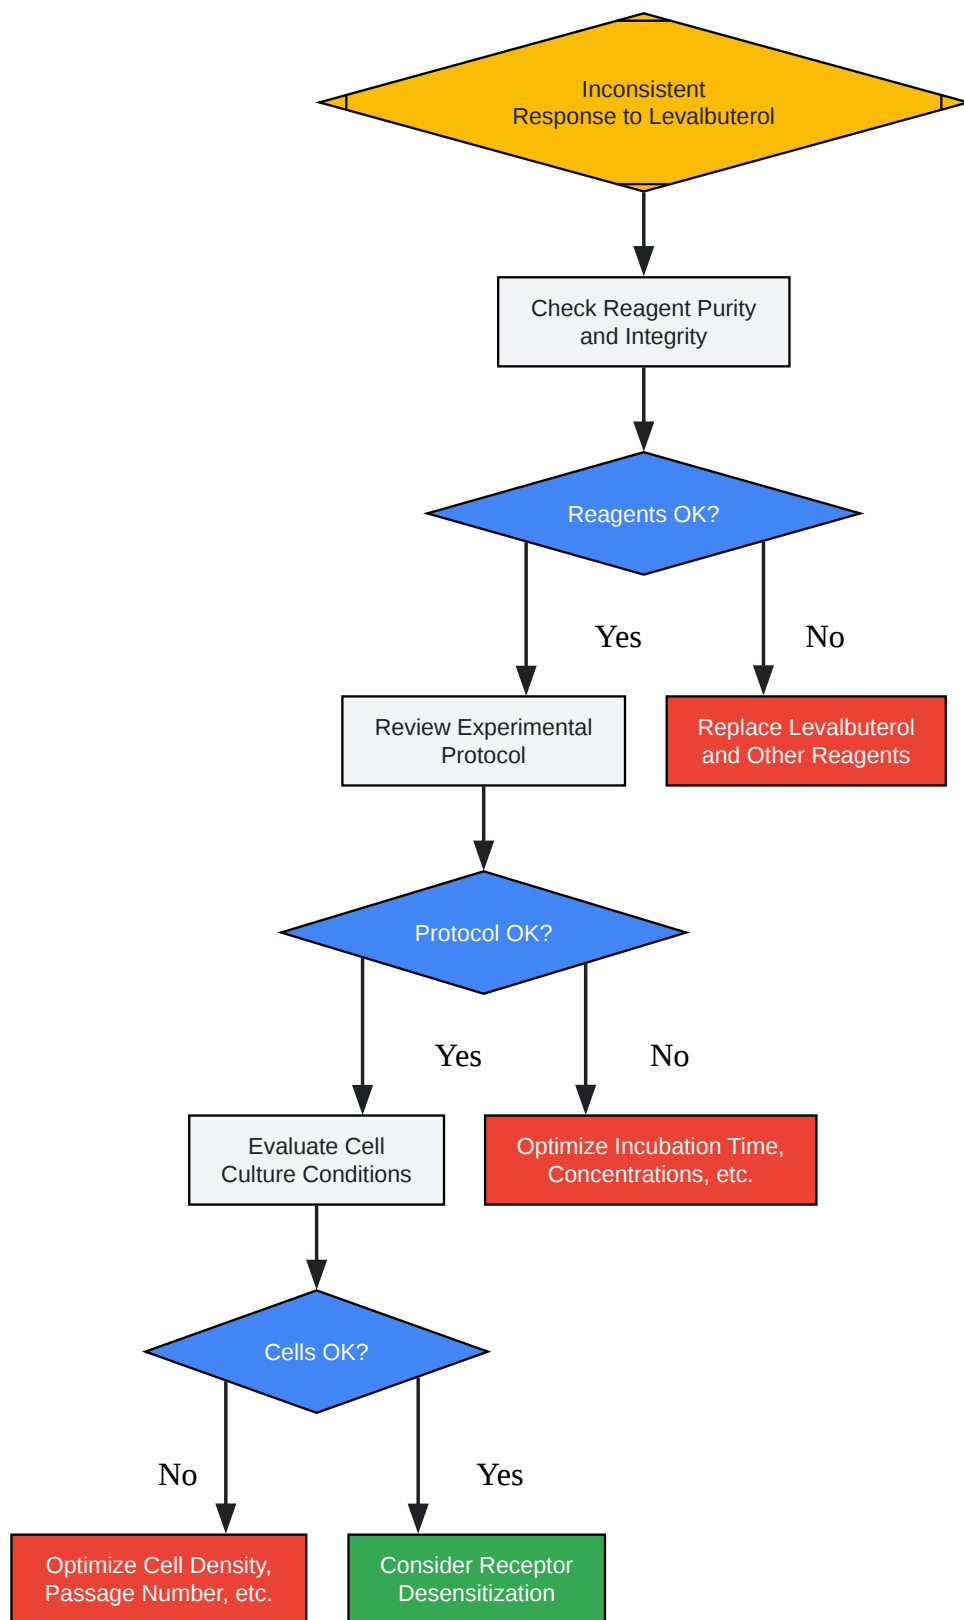 Inconsistent
Response to Levalbuterol
Check Reagent Purity
and Integrity
Reagents OK?
Yes
No
Review Experimental
Protocol
Replace Levalbuterol
and Other Reagents
Protocol OK?
Yes
No
Evaluate Cell
Culture Conditions
Optimize Incubation Time,
Concentrations, etc.
Cells OK?
No
Yes
Optimize Cell Density,
Passage Number, etc.
Consider Receptor
Desensitization